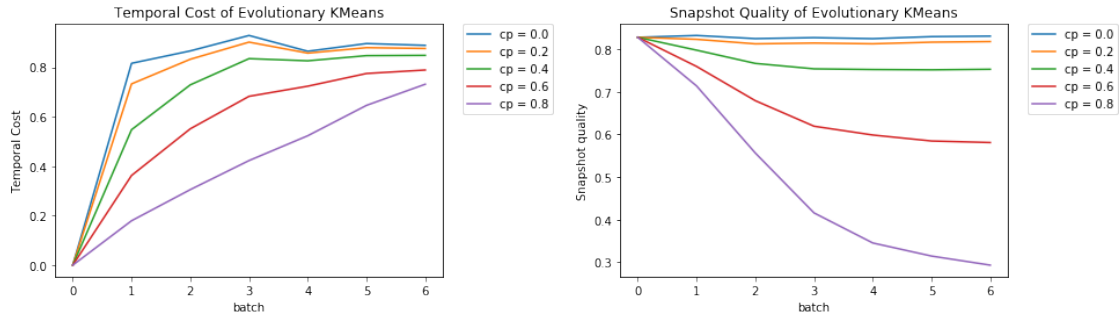 Temporal Cost of Evolutionary KMeans
Temporal Cost
0.8
0.6
0.4
0.2
0.0
0 1 2 3 4 5 6
batch
cp = 0.0
cp = 0.2
cp = 0.4
cp = 0.6
cp = 0.8
Snapshot Quality of Evolutionary KMeans
Snapshot quality
0.8
0.7
0.6
0.5
0.4
0.3
0 1 2 3 4 5 6
batch
cp = 0.0
cp = 0.2
cp = 0.4
cp = 0.6
cp = 0.8